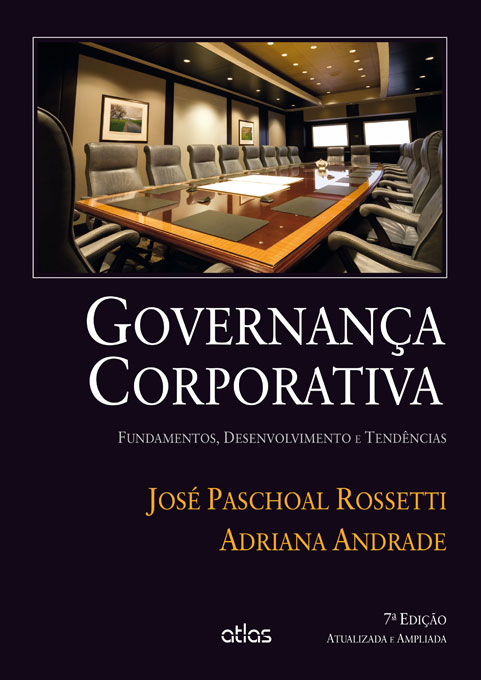 GOVERNANÇA
CORPORATIVA
FUNDAMENTOS, DESENVOLVIMENTO E TENDÊNCIAS
JOSÉ PASCHOAL ROSSETTI
ADRIANA ANDRADE
7ª EDIÇÃO
ATUALIZADA E AMPLIADA
atlas